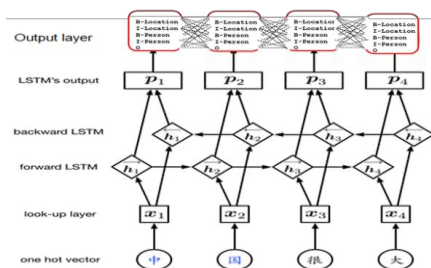 Output layer
B-Location B-Location B-Location B-Location
I-Location I-Location I-Location I-Location
B-Person B-Person B-Person B-Person
I-Person I-Person I-Person I-Person
O O O O
LSTM's output p₁ p₂ p₃ p₄
backward LSTM h₁ h₂ h₃ h₄
forward LSTM h₁ h₂ h₃ h₄
look-up layer x₁ x₂ x₃ x₄
one hot vector 中 国 很 大